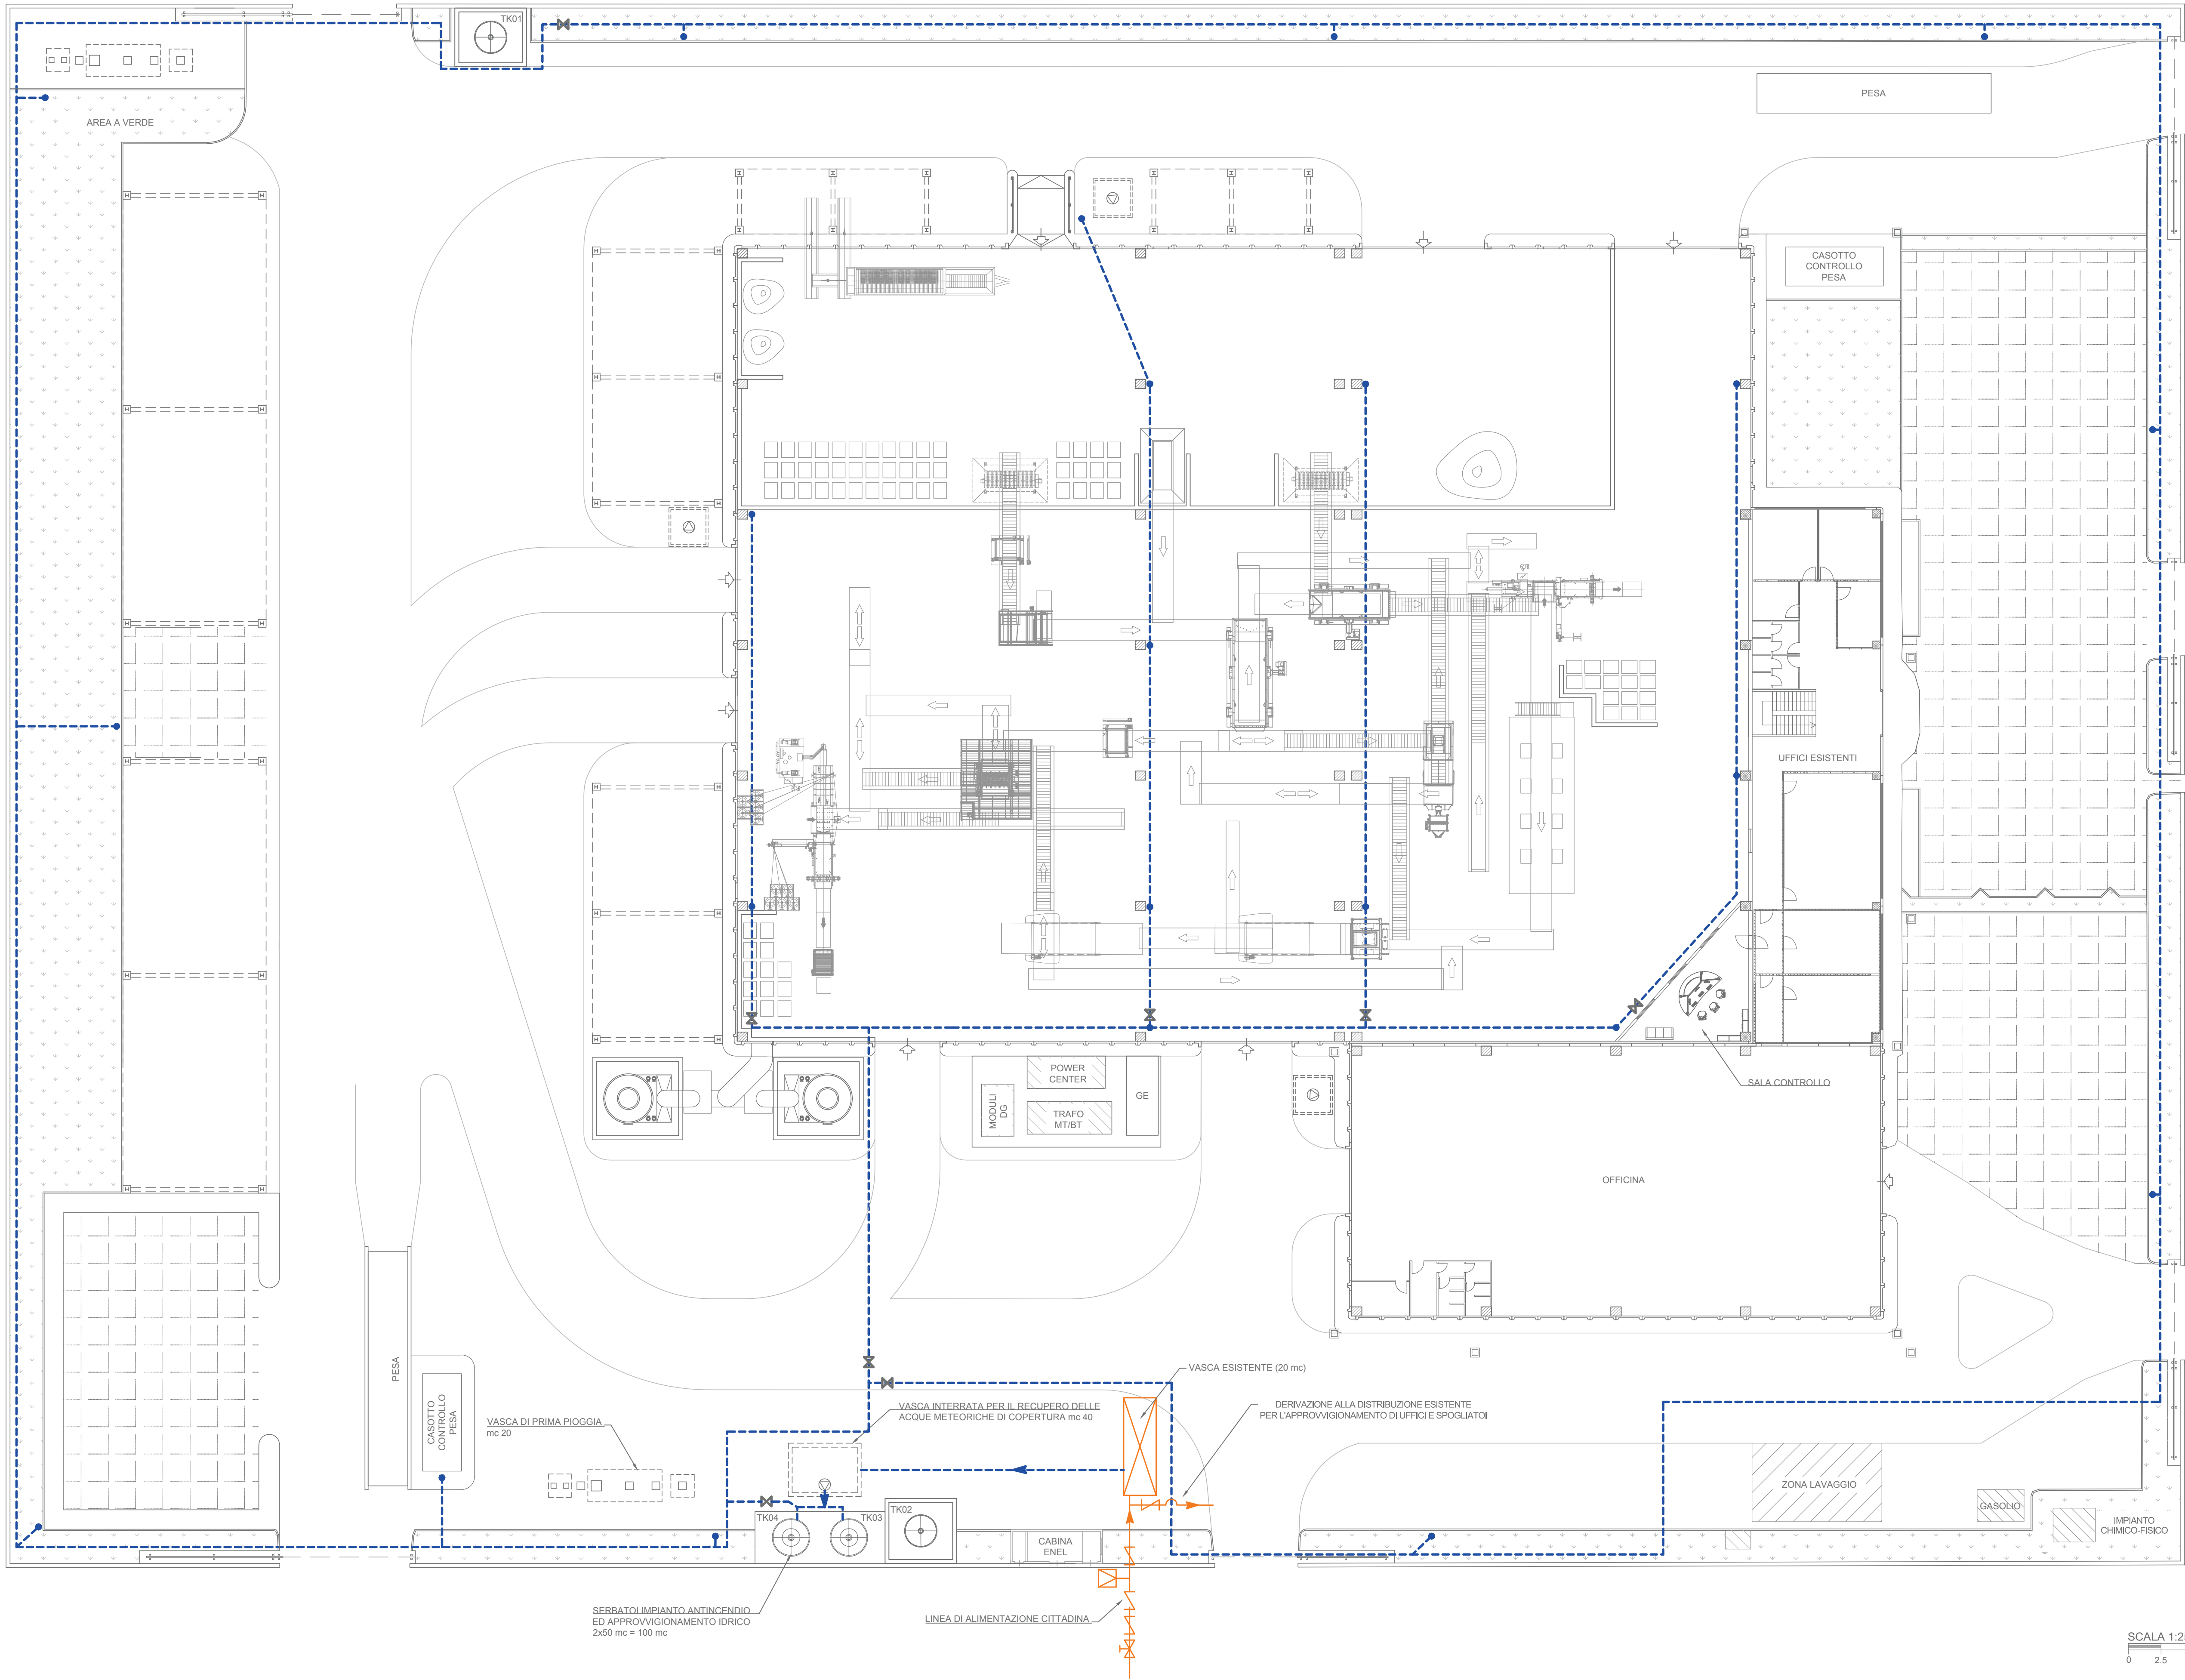 TK01
PESA
AREA A VERDE
CASOTTO
CONTROLLO
PESA
UFFICI ESISTENTI
POWER
CENTER
MODULI
DG
TRAFO
MT/BT
GE
SALA CONTROLLO
OFFICINA
PESA
CASOTTO
CONTROLLO
PESA
VASCA ESISTENTE (20 mc)
VASCA DI PRIMA PIOGGIA
mc 20
VASCA INTERRATA PER IL RECUPERO DELLE
ACQUE METEORICHE DI COPERTURA mc 40
DERIVAZIONE ALLA DISTRIBUZIONE ESISTENTE
PER L'APPROVVIGIONAMENTO DI UFFICI E SPOGLIATOI
ZONA LAVAGGIO
GASOLIO
IMPIANTO
CHIMICO-FISICO
TK04
TK03
TK02
CABINA
ENEL
SERBATOI IMPIANTO ANTINCENDIO
ED APPROVVIGIONAMENTO IDRICO
2x50 mc = 100 mc
LINEA DI ALIMENTAZIONE CITTADINA
SCALA 1:2
0 2.5